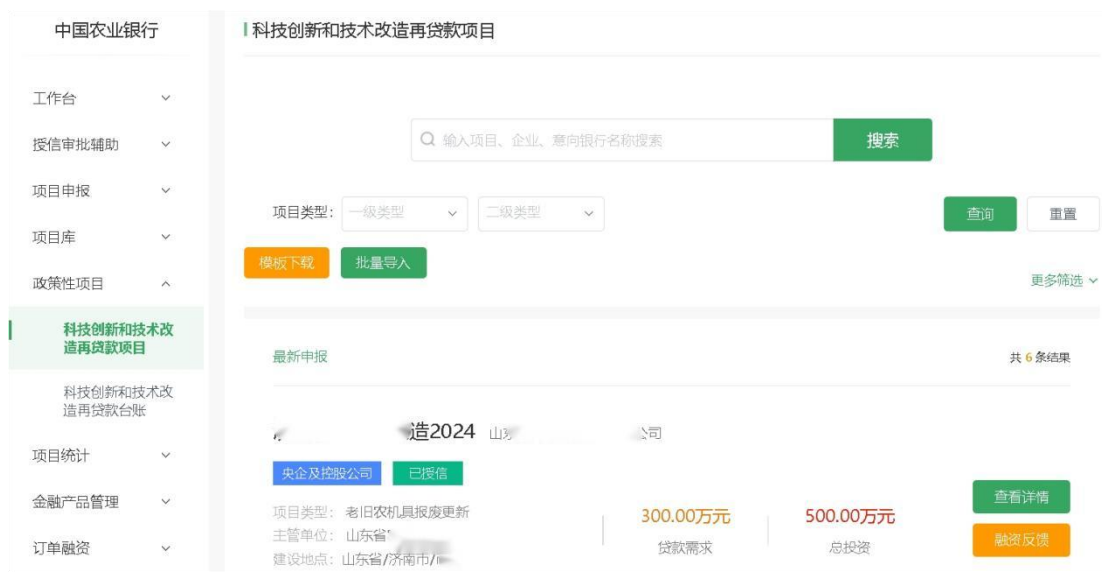 中国农业银行
工作台
授信审批辅助
项目申报
项目库
政策性项目
科技创新和技术改
造再贷款项目
科技创新和技术改
造再贷款台账
项目统计
金融产品管理
订单融资
科技创新和技术改造再贷款项目
输入项目、企业、意向银行名称搜索
搜索
项目类型: 一级类型 二级类型
查询 重置
模板下载 批量导入
更多筛选
最新申报
共 6 条结果
造2024 山 公司
央企及控股公司 已授信
项目类型: 老旧农机具报废更新
主管单位: 山东省
建设地点: 山东省/济南市/
300.00万元
贷款需求
500.00万元
总投资
查看详情
融资反馈